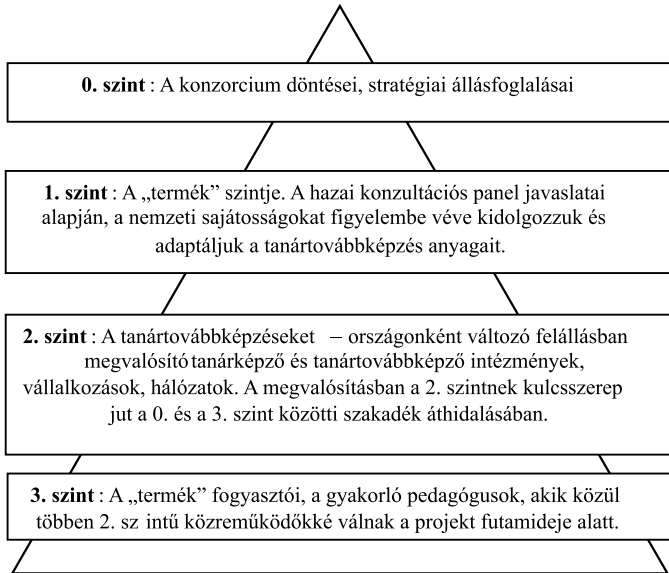 0. szint : A konzorcium döntései, stratégiai állásfoglalásai
1. szint : A „termék” szintje. A hazai konzultációs panel javaslatai
alapján, a nemzeti sajátosságokat figyelembe véve kidolgozzuk és
adaptáljuk a tanártovábbképzés anyagait.
2. szint : A tanártovábbképzéseket – országonként változó felállásban
megvalósító tanárképző és tanártovábbképző intézmények,
vállalkozások, hálózatok. A megvalósításban a 2. szintnek kulcsszerep
jut a 0. és a 3. szint közötti szakadék áthidalásában.
3. szint : A „termék” fogyasztói, a gyakorló pedagógusok, akik közül
többen 2. sz intű közreműködőkké válnak a projekt futamideje alatt.